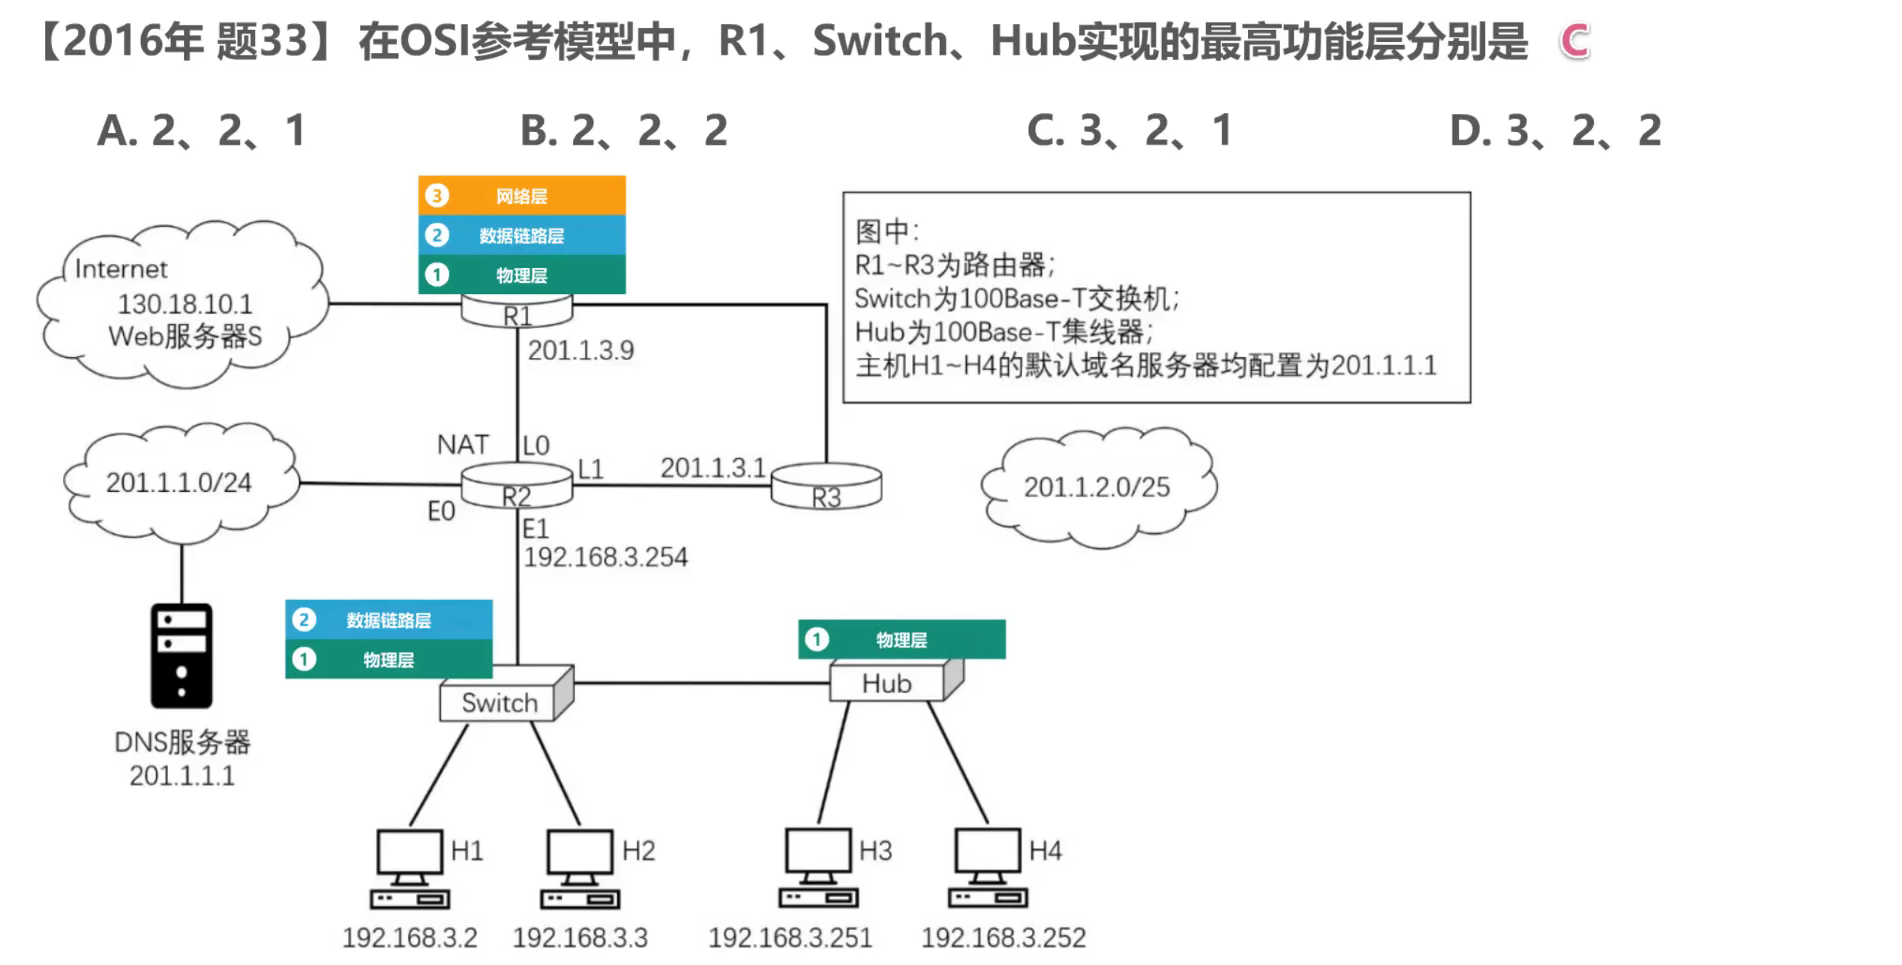 【2016年 题33】 在OSI参考模型中，R1、Switch、Hub实现的最高功能层分别是 C
A. 2、2、1 B. 2、2、2 C. 3、2、1 D. 3、2、2
3 网络层
2 数据链路层
1 物理层
R1
201.1.3.9
Internet
130.18.10.1
Web服务器S
图中：
R1~R3为路由器；
Switch为100Base-T交换机；
Hub为100Base-T集线器；
主机H1~H4的默认域名服务器均配置为201.1.1.1
201.1.1.0/24
NAT
L0
L1
R2
E0
E1
192.168.3.254
201.1.3.1
R3
201.1.2.0/25
DNS服务器
201.1.1.1
2 数据链路层
1 物理层
Switch
1 物理层
Hub
H1
H2
H3
H4
192.168.3.2
192.168.3.3
192.168.3.251
192.168.3.252